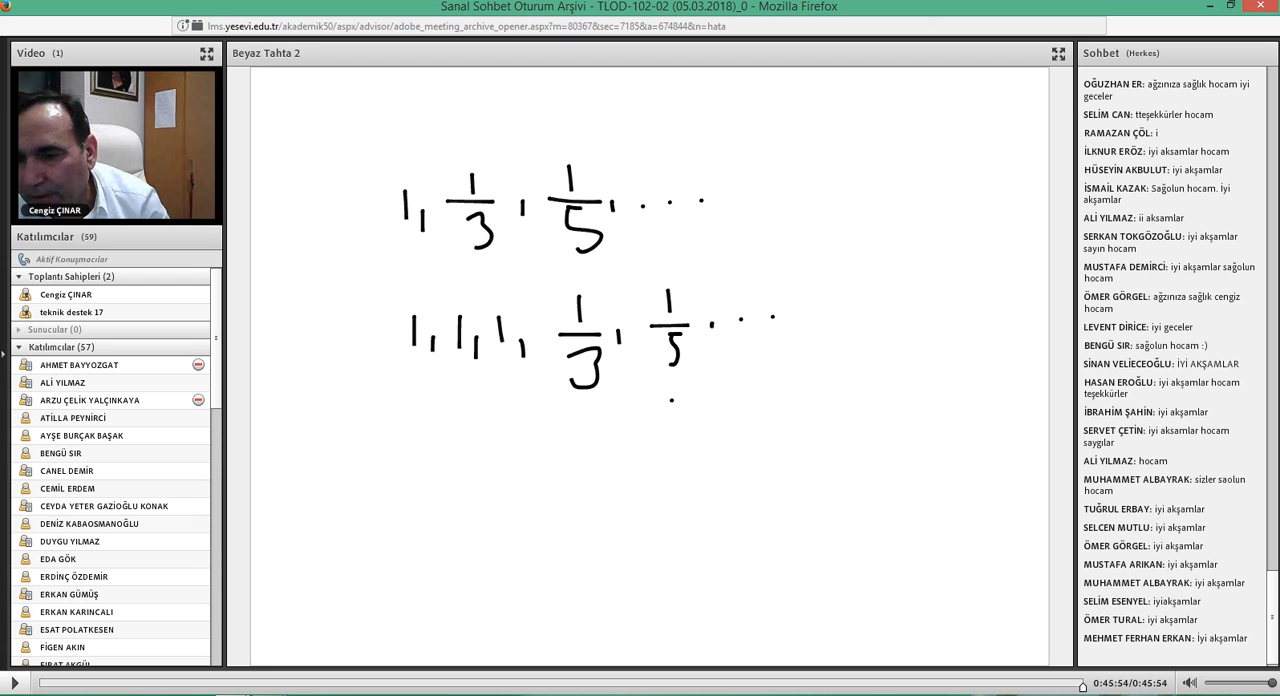 Sanal Sohbet Oturum Arşivi - TLOD-102-02 (05.03.2018)_0 - Mozilla Firefox
lms.yesevi.edu.tr/akademik50/aspx/advisor/adobe_meeting_archive_opener.aspx?m=80367&sec=7185&a=674844&n=hata
Video (1)
Cengiz ÇINAR
Katılımcılar (59)
Aktif Konuşmacılar
Toplantı Sahipleri (2)
Cengiz ÇINAR
teknik destek 17
Sunucular (0)
Katılımcılar (57)
AHMET BAYYOZGAT
ALİ YILMAZ
ARZU ÇELİK YALÇINKAYA
ATİLLA PEYNİRCİ
AYŞE BURÇAK BAŞAK
BENGÜ SIR
CANEL DEMİR
CEMİL ERDEM
CEYDA YETER GAZİOĞLU KONAK
DENİZ KABAOSMANOĞLU
DUYGU YILMAZ
EDA GÖK
ERDİNÇ ÖZDEMİR
ERKAN GÜMÜŞ
ERKAN KARINCALI
ESAT POLATKESEN
FİGEN AKIN
FIRAT AKGÜL
Beyaz Tahta 2
1, 1/3, 1/5, ...
1, 1, 1, 1/3, 1/5, ...
Sohbet (Herkes)
OĞUZHAN ER: ağzınıza sağlık hocam iyi
geceler
SELİM CAN: tteşekkürler hocam
RAMAZAN ÇÖL: i
İLKNUR ERÖZ: iyi aksamlar hocam
HÜSEYİN AKBULUT: iyi akşamlar
İSMAİL KAZAK: Sağolun hocam. İyi
akşamlar
ALİ YILMAZ: ii aksamlar
SERKAN TOKGÖZOĞLU: iyi akşamlar
sayın hocam
MUSTAFA DEMİRCİ: iyi akşamlar sağolun
hocam
ÖMER GÖRGEL: ağzınıza sağlık cengiz
hocam
LEVENT DİRİCE: iyi geceler
BENGÜ SIR: sağolun hocam :)
SİNAN VELİECEOĞLU: İYİ AKŞAMLAR
HASAN EROĞLU: iyi akşamlar hocam
teşekkürler
İBRAHİM ŞAHİN: iyi akşamlar
SERVET ÇETİN: iyi aksamlar hocam
saygılar
ALİ YILMAZ: hocam
MUHAMMET ALBAYRAK: sizler saolun
hocam
TUĞRUL ERBAY: iyi akşamlar
SELCEN MUTLU: iyi akşamlar
ÖMER GÖRGEL: iyi akşamlar
MUSTAFA ARIKAN: iyi akşamlar
MUHAMMET ALBAYRAK: iyi akşamlar
SELİM ESENYEL: iyiakşamlar
ÖMER TURAL: iyi akşamlar
MEHMET FERHAN ERKAN: İyi akşamlar
0:45:54/0:45:54